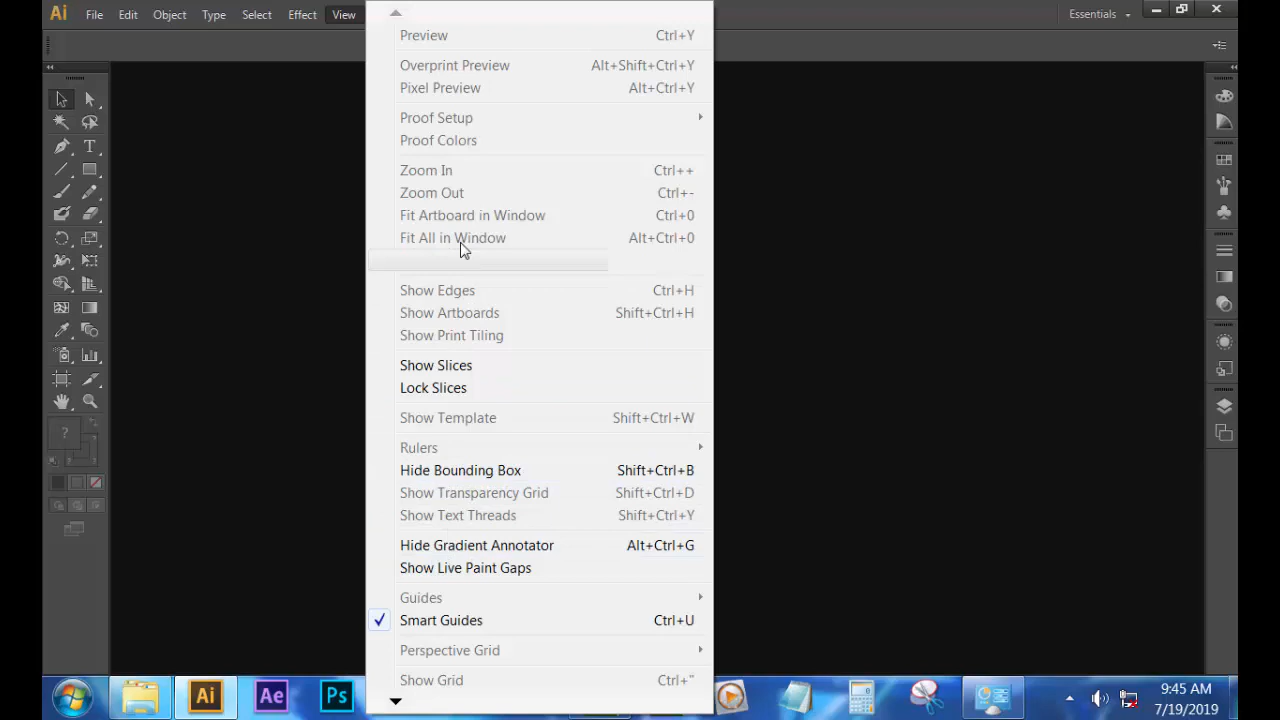 Ai File Edit Object Type Select Effect View Essentials
Preview Ctrl+Y
Overprint Preview Alt+Shift+Ctrl+Y
Pixel Preview Alt+Ctrl+Y
Proof Setup
Proof Colors
Zoom In Ctrl++
Zoom Out Ctrl+-
Fit Artboard in Window Ctrl+0
Fit All in Window Alt+Ctrl+0
Show Edges Ctrl+H
Show Artboards Shift+Ctrl+H
Show Print Tiling
Show Slices
Lock Slices
Show Template Shift+Ctrl+W
Rulers
Hide Bounding Box Shift+Ctrl+B
Show Transparency Grid Shift+Ctrl+D
Show Text Threads Shift+Ctrl+Y
Hide Gradient Annotator Alt+Ctrl+G
Show Live Paint Gaps
Guides
Smart Guides Ctrl+U
Perspective Grid
Show Grid Ctrl+"
?
Ai Ae Ps
9:45 AM
7/19/2019